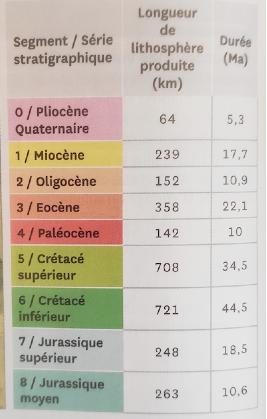 Segment / Série stratigraphique Longueur de lithosphère produite (km) Durée (Ma)
0 / Pliocène Quaternaire 64 5,3
1 / Miocène 239 17,7
2 / Oligocène 152 10,9
3 / Eocène 358 22,1
4 / Paléocène 142 10
5 / Crétacé supérieur 708 34,5
6 / Crétacé inférieur 721 44,5
7 / Jurassique supérieur 248 18,5
8 / Jurassique moyen 263 10,6